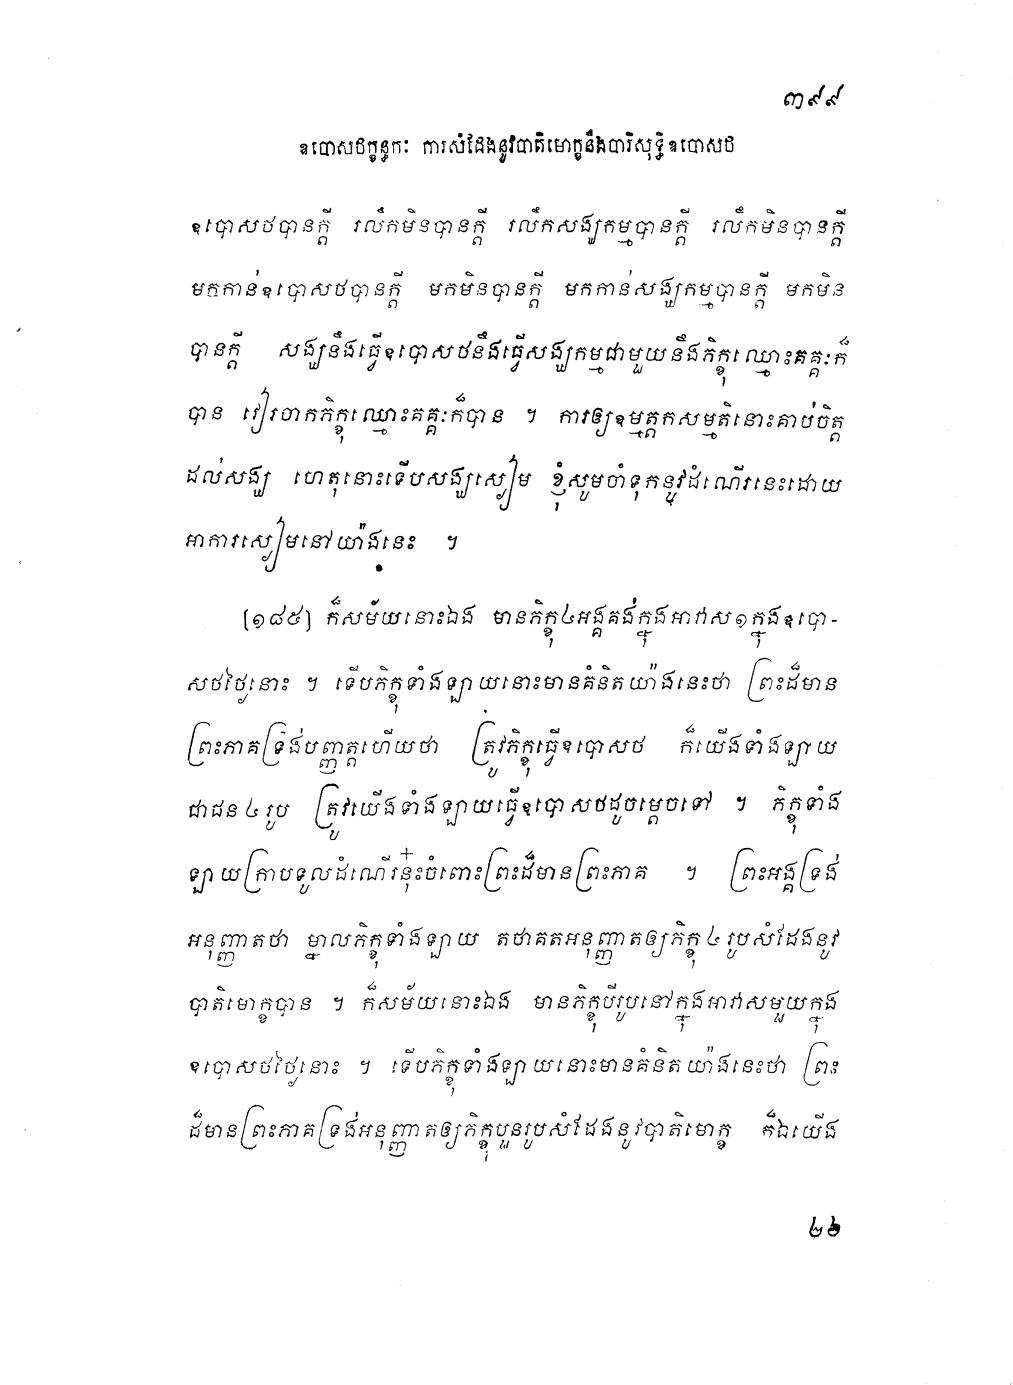 ៣៩៩
ឧបោសថក្ខន្ធកៈ ការសំដែងនូវបាតិមោក្ខនឹងបារិសុទ្ធិឧបោសថ
ឧបោសថបានក្តី រលឹកមិនបានក្តី រលឹកសង្ឃកម្មបានក្តី រលឹកមិនបានក្តី
មកកាន់ឧបោសថបានក្តី មកមិនបានក្តី មកកាន់សង្ឃកម្មបានក្តី មកមិន
បានក្តី សង្ឃនឹងធ្វើឧបោសថនឹងធ្វើសង្ឃកម្មជាមួយនឹងភិក្ខុឈ្មោះគគ្គៈក៏
បាន វៀរចាកភិក្ខុឈ្មោះគគ្គៈក៏បាន ។ ការឲ្យឧម្មត្តកសម្មតិនោះគាប់ចិត្ត
ដល់សង្ឃ ហេតុនោះទើបសង្ឃស្ងៀម ខ្ញុំសូមចាំទុកនូវដំណើរនេះដោយ
អាការស្ងៀមនៅយ៉ាងនេះ ។
[១៨៥] ក៏សម័យនោះឯង មានភិក្ខុ៤អង្គគង់ក្នុងអាវាស១ក្នុងឧបោ-
សថថ្ងៃនោះ ។ ទើបភិក្ខុទាំងឡាយនោះមានគំនិតយ៉ាងនេះថា ព្រះដ៏មាន
ព្រះភាគទ្រង់បញ្ញត្តហើយថា ត្រូវភិក្ខុធ្វើឧបោសថ ក៏យើងទាំងឡាយ
ជាជន៤រូប ត្រូវយើងទាំងឡាយធ្វើឧបោសថដូចម្តេចទៅ ។ ភិក្ខុទាំង
ឡាយក្រាបទូលដំណើរនុ៎ះចំពោះព្រះដ៏មានព្រះភាគ ។ ព្រះអង្គទ្រង់
អនុញ្ញាតថា ម្នាលភិក្ខុទាំងឡាយ តថាគតអនុញ្ញាតឲ្យភិក្ខុ៤រូបសំដែងនូវ
បាតិមោក្ខបាន ។ ក៏សម័យនោះឯង មានភិក្ខុបីរូបនៅក្នុងអាវាសមួយក្នុង
ឧបោសថថ្ងៃនោះ ។ ទើបភិក្ខុទាំងឡាយនោះមានគំនិតយ៉ាងនេះថា ព្រះ
ដ៏មានព្រះភាគទ្រង់អនុញ្ញាតឲ្យភិក្ខុបួនរូបសំដែងនូវបាតិមោក្ខ ក៏ឯយើង